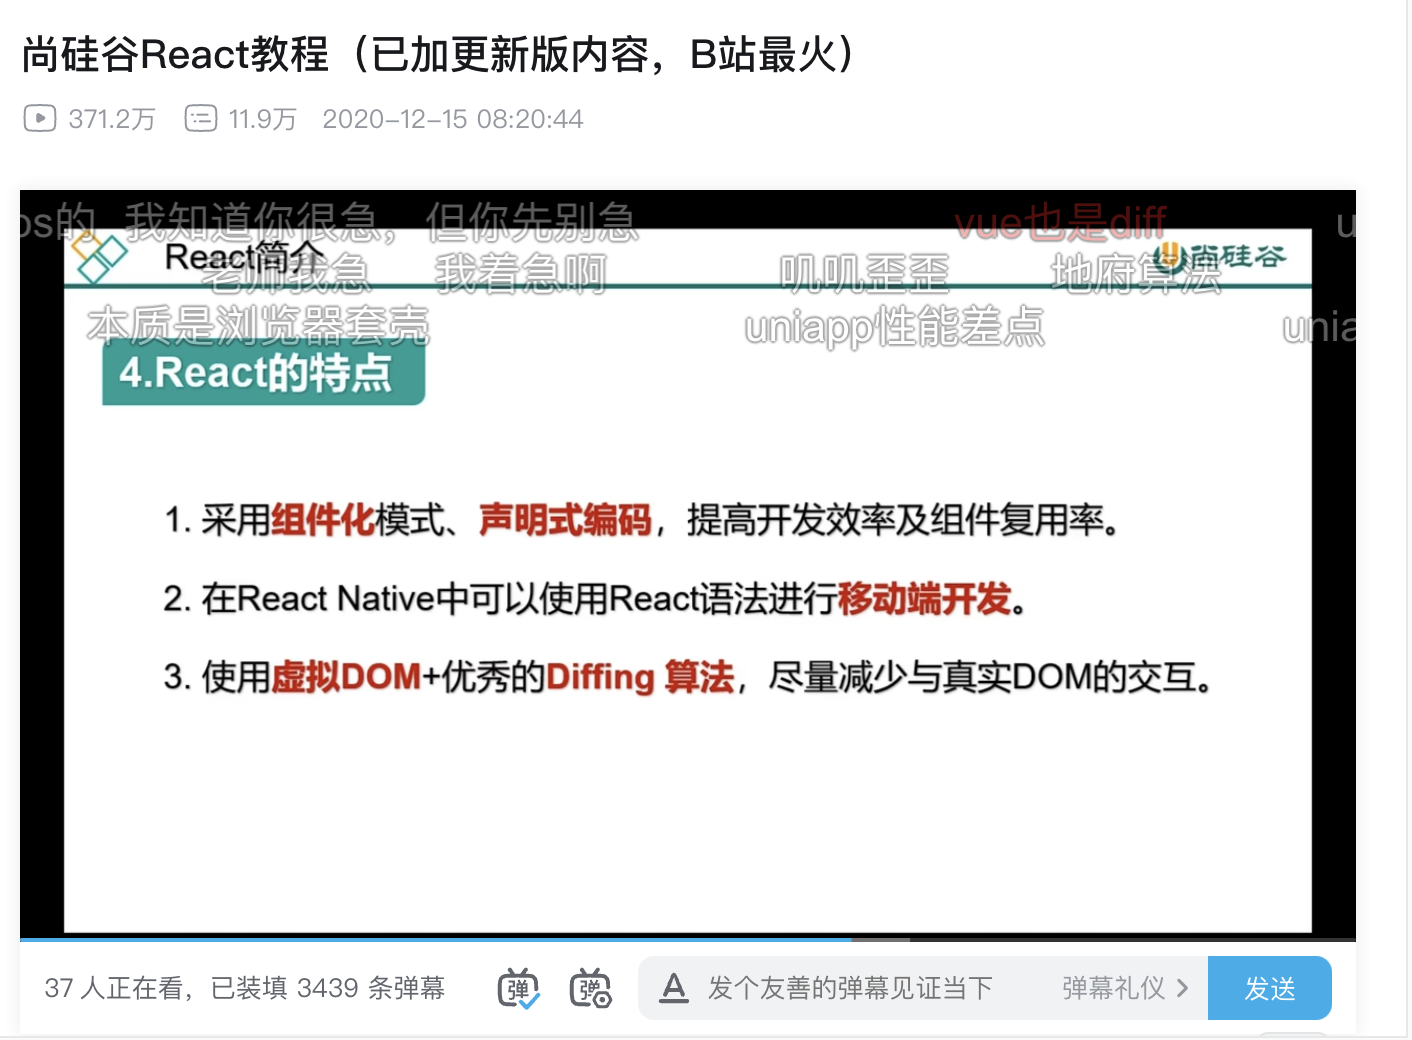 尚硅谷React教程（已加更新版内容，B站最火）
371.2万 11.9万 2020-12-15 08:20:44
我知道你很急，但你先别急 vue也是diff
React简介 尚硅谷
老师我急 我着急啊 叽叽歪歪 地府算法
本质是浏览器套壳 uniapp性能差点
4.React的特点
1. 采用组件化模式、声明式编码，提高开发效率及组件复用率。
2. 在React Native中可以使用React语法进行移动端开发。
3. 使用虚拟DOM+优秀的Diffing 算法，尽量减少与真实DOM的交互。
37 人正在看，已装填 3439 条弹幕 弹 弹 A 发个友善的弹幕见证当下 弹幕礼仪 发送